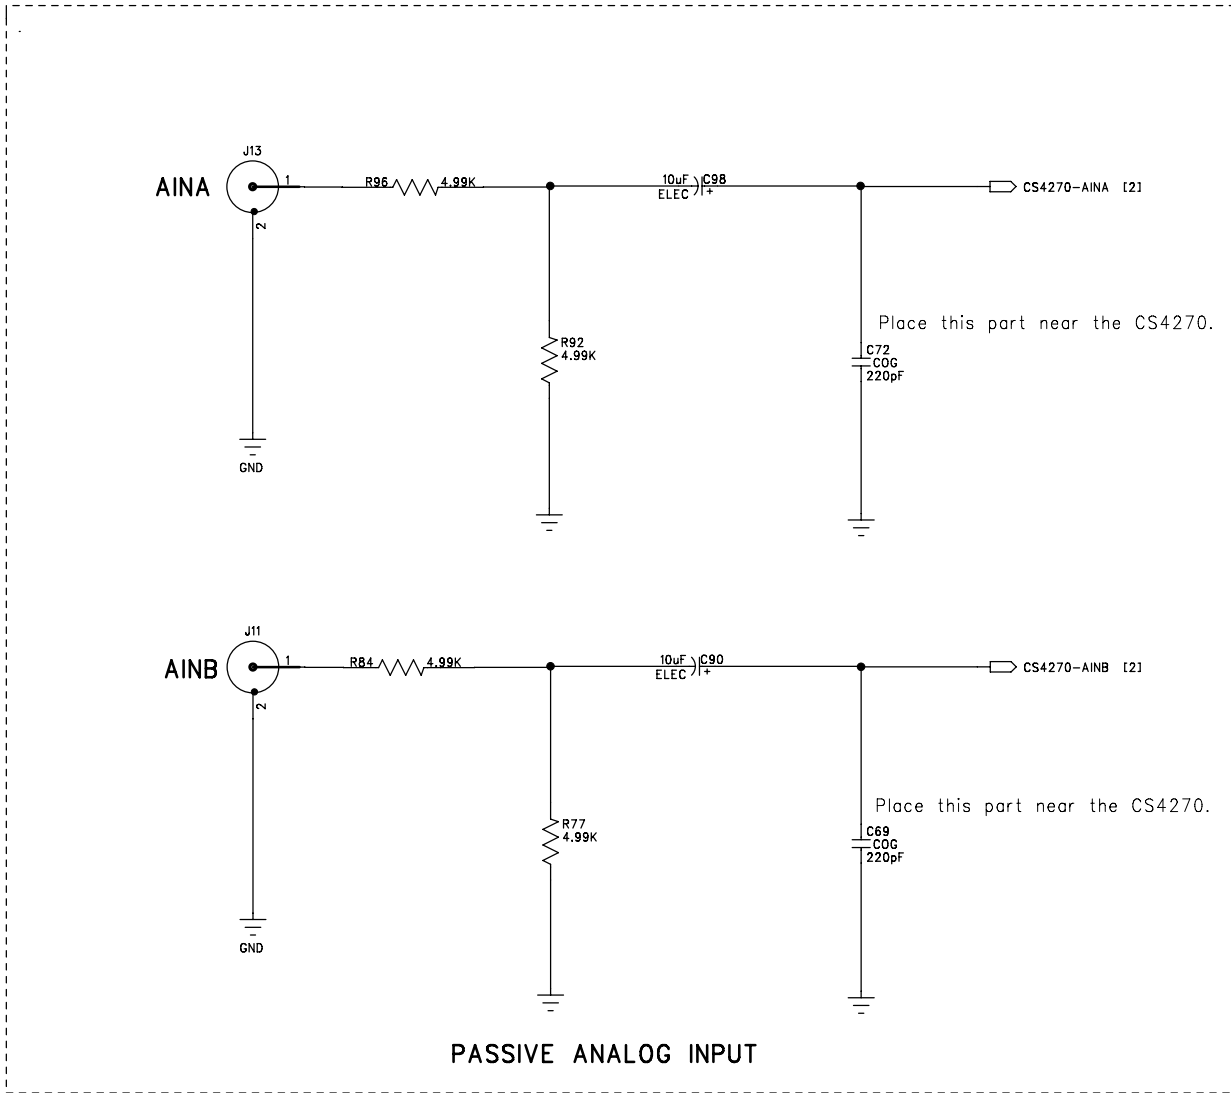 J13
AINA
1
2
R96 4.99K
10uF C98
ELEC +
CS4270-AINA [2]
Place this part near the CS4270.
R92
4.99K
C72
COG
220pF
GND
J11
AINB
1
2
R84 4.99K
10uF C90
ELEC +
CS4270-AINB [2]
Place this part near the CS4270.
R77
4.99K
C69
COG
220pF
GND
PASSIVE ANALOG INPUT